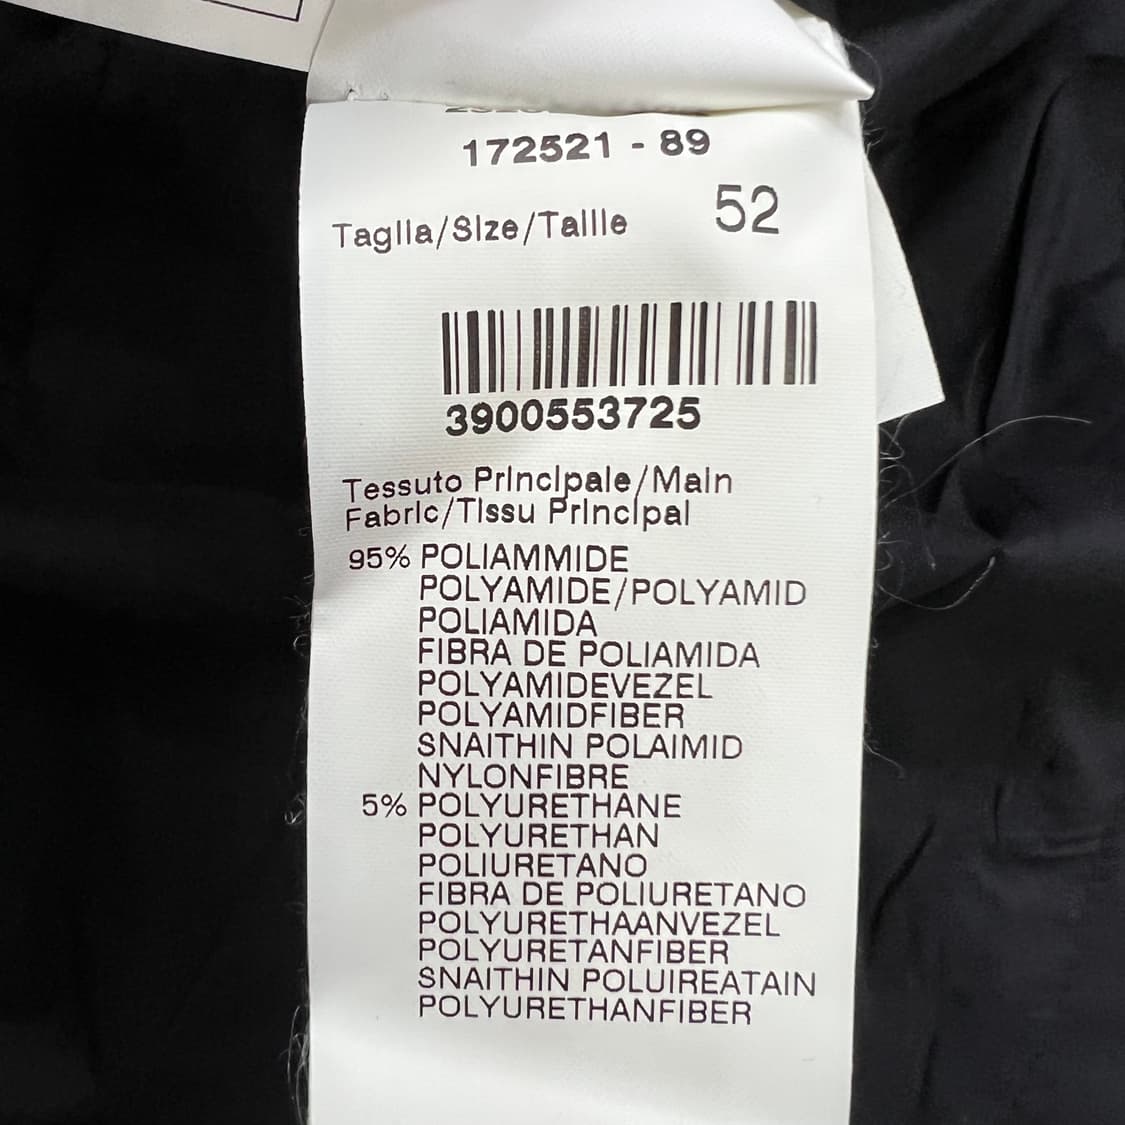 172521 - 89
Taglia/Size/Taille 52
3900553725
Tessuto Principale/Main
Fabric/Tissu Principal
95% POLIAMMIDE
POLYAMIDE/POLYAMID
POLIAMIDA
FIBRA DE POLIAMIDA
POLYAMIDEVEZEL
POLYAMIDFIBER
SNAITHIN POLAIMID
NYLONFIBRE
5% POLYURETHANE
POLYURETHAN
POLIURETANO
FIBRA DE POLIURETANO
POLYURETHAANVEZEL
POLYURETANFIBER
SNAITHIN POLUIREATAIN
POLYURETHANFIBER